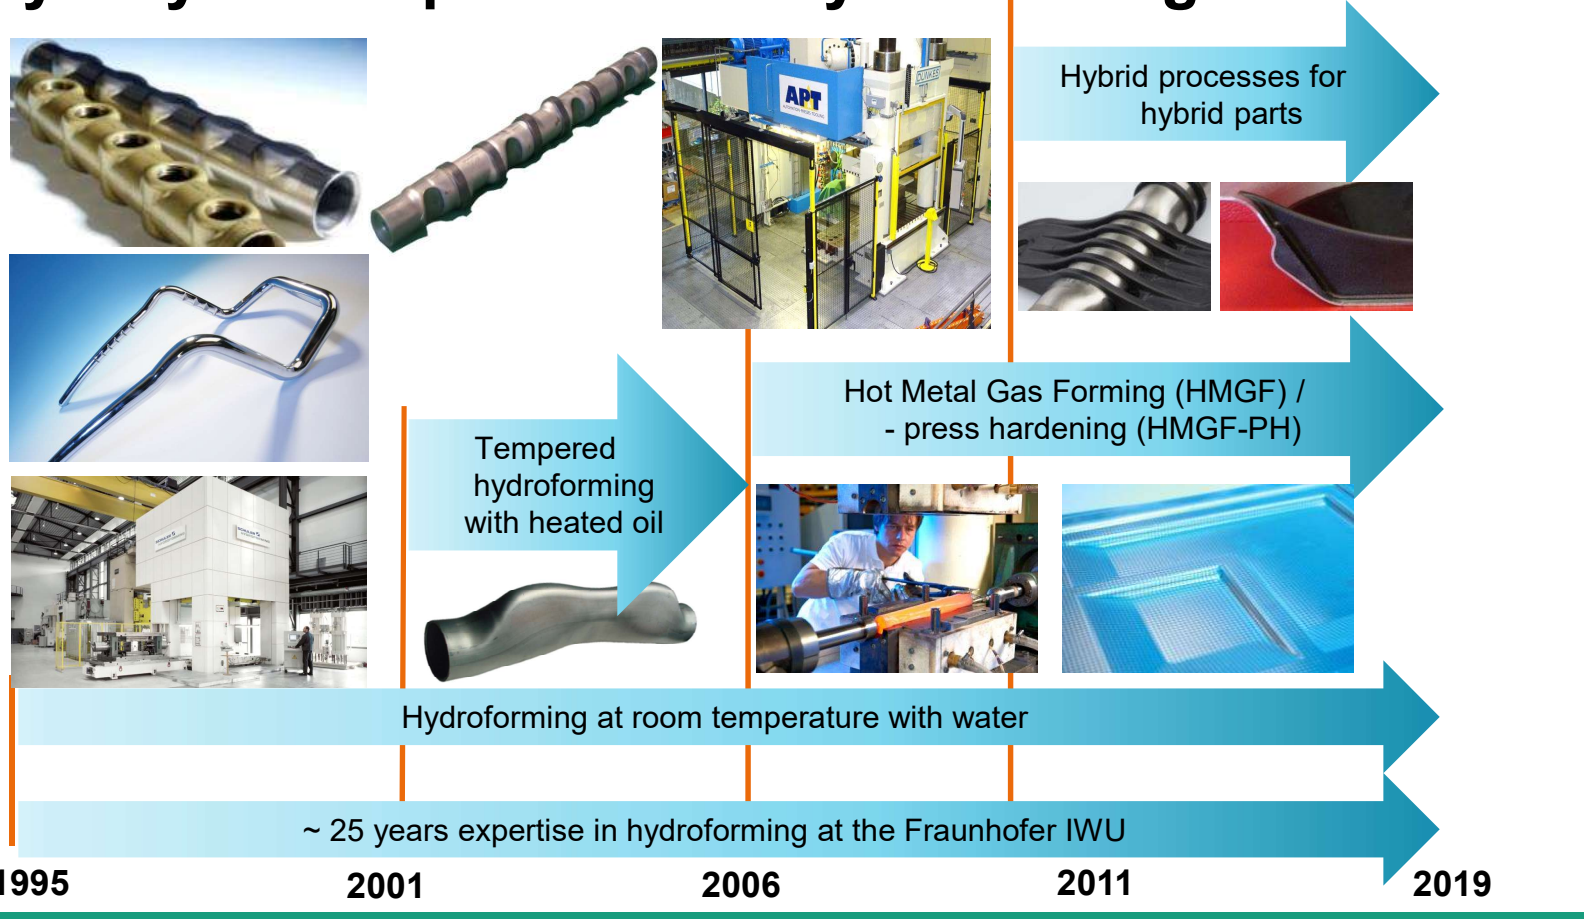 Hybrid processes for
hybrid parts
APT
DUNKES
Hot Metal Gas Forming (HMGF) /
- press hardening (HMGF-PH)
Tempered
hydroforming
with heated oil
Hydroforming at room temperature with water
~ 25 years expertise in hydroforming at the Fraunhofer IWU
1995
2001
2006
2011
2019